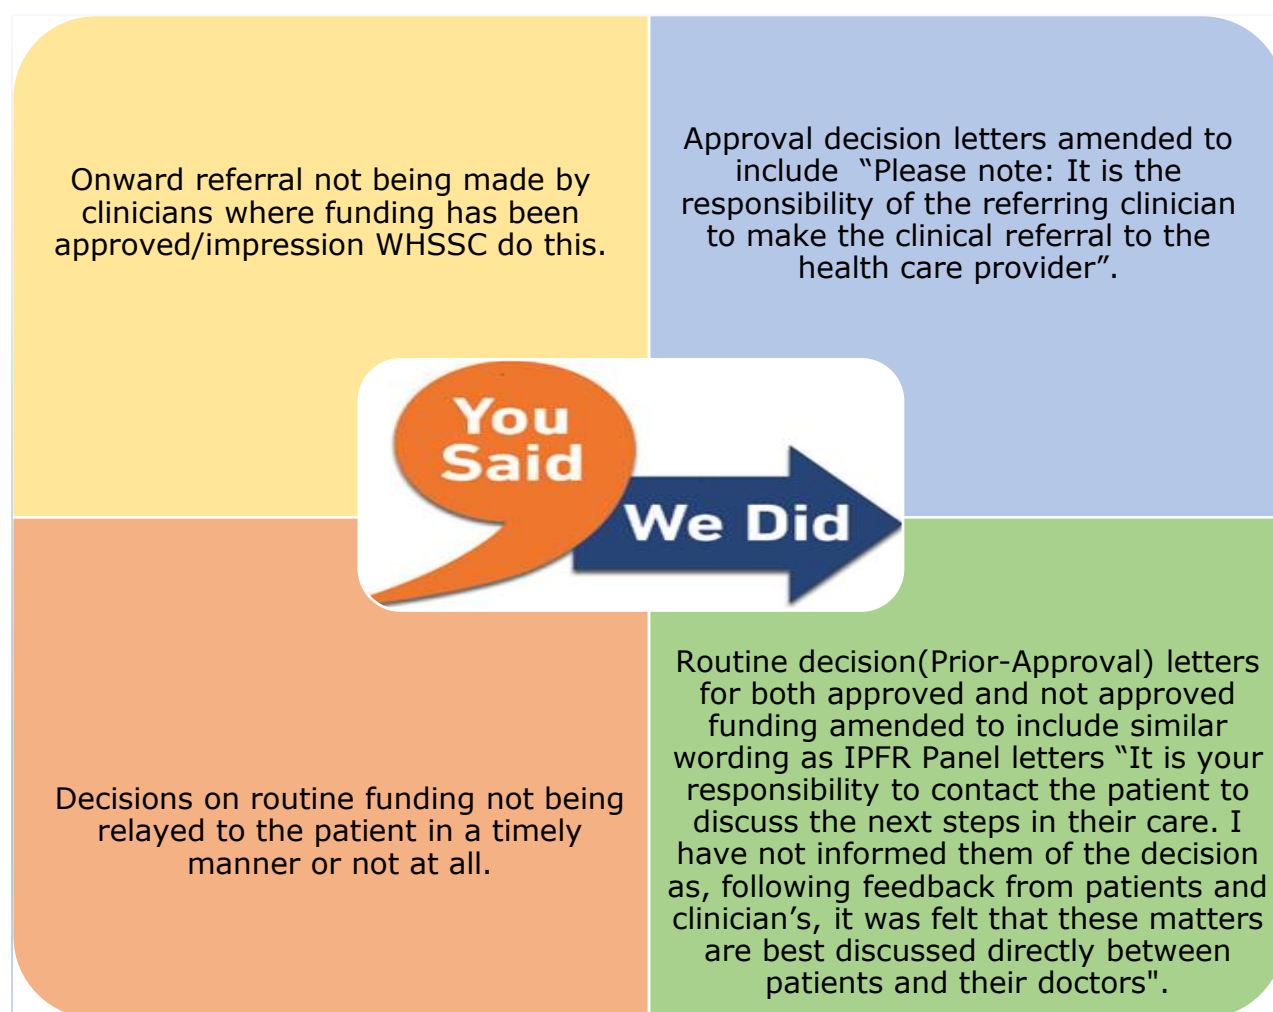 Onward referral not being made by
clinicians where funding has been
approved/impression WHSSC do this.
Approval decision letters amended to
include  “Please note: It is the
responsibility of the referring clinician
to make the clinical referral to the
health care provider”.
You
Said
We Did
Decisions on routine funding not being
relayed to the patient in a timely
manner or not at all.
Routine decision(Prior-Approval) letters
for both approved and not approved
funding amended to include similar
wording as IPFR Panel letters “It is your
responsibility to contact the patient to
discuss the next steps in their care. I
have not informed them of the decision
as, following feedback from patients and
clinician’s, it was felt that these matters
are best discussed directly between
patients and their doctors".